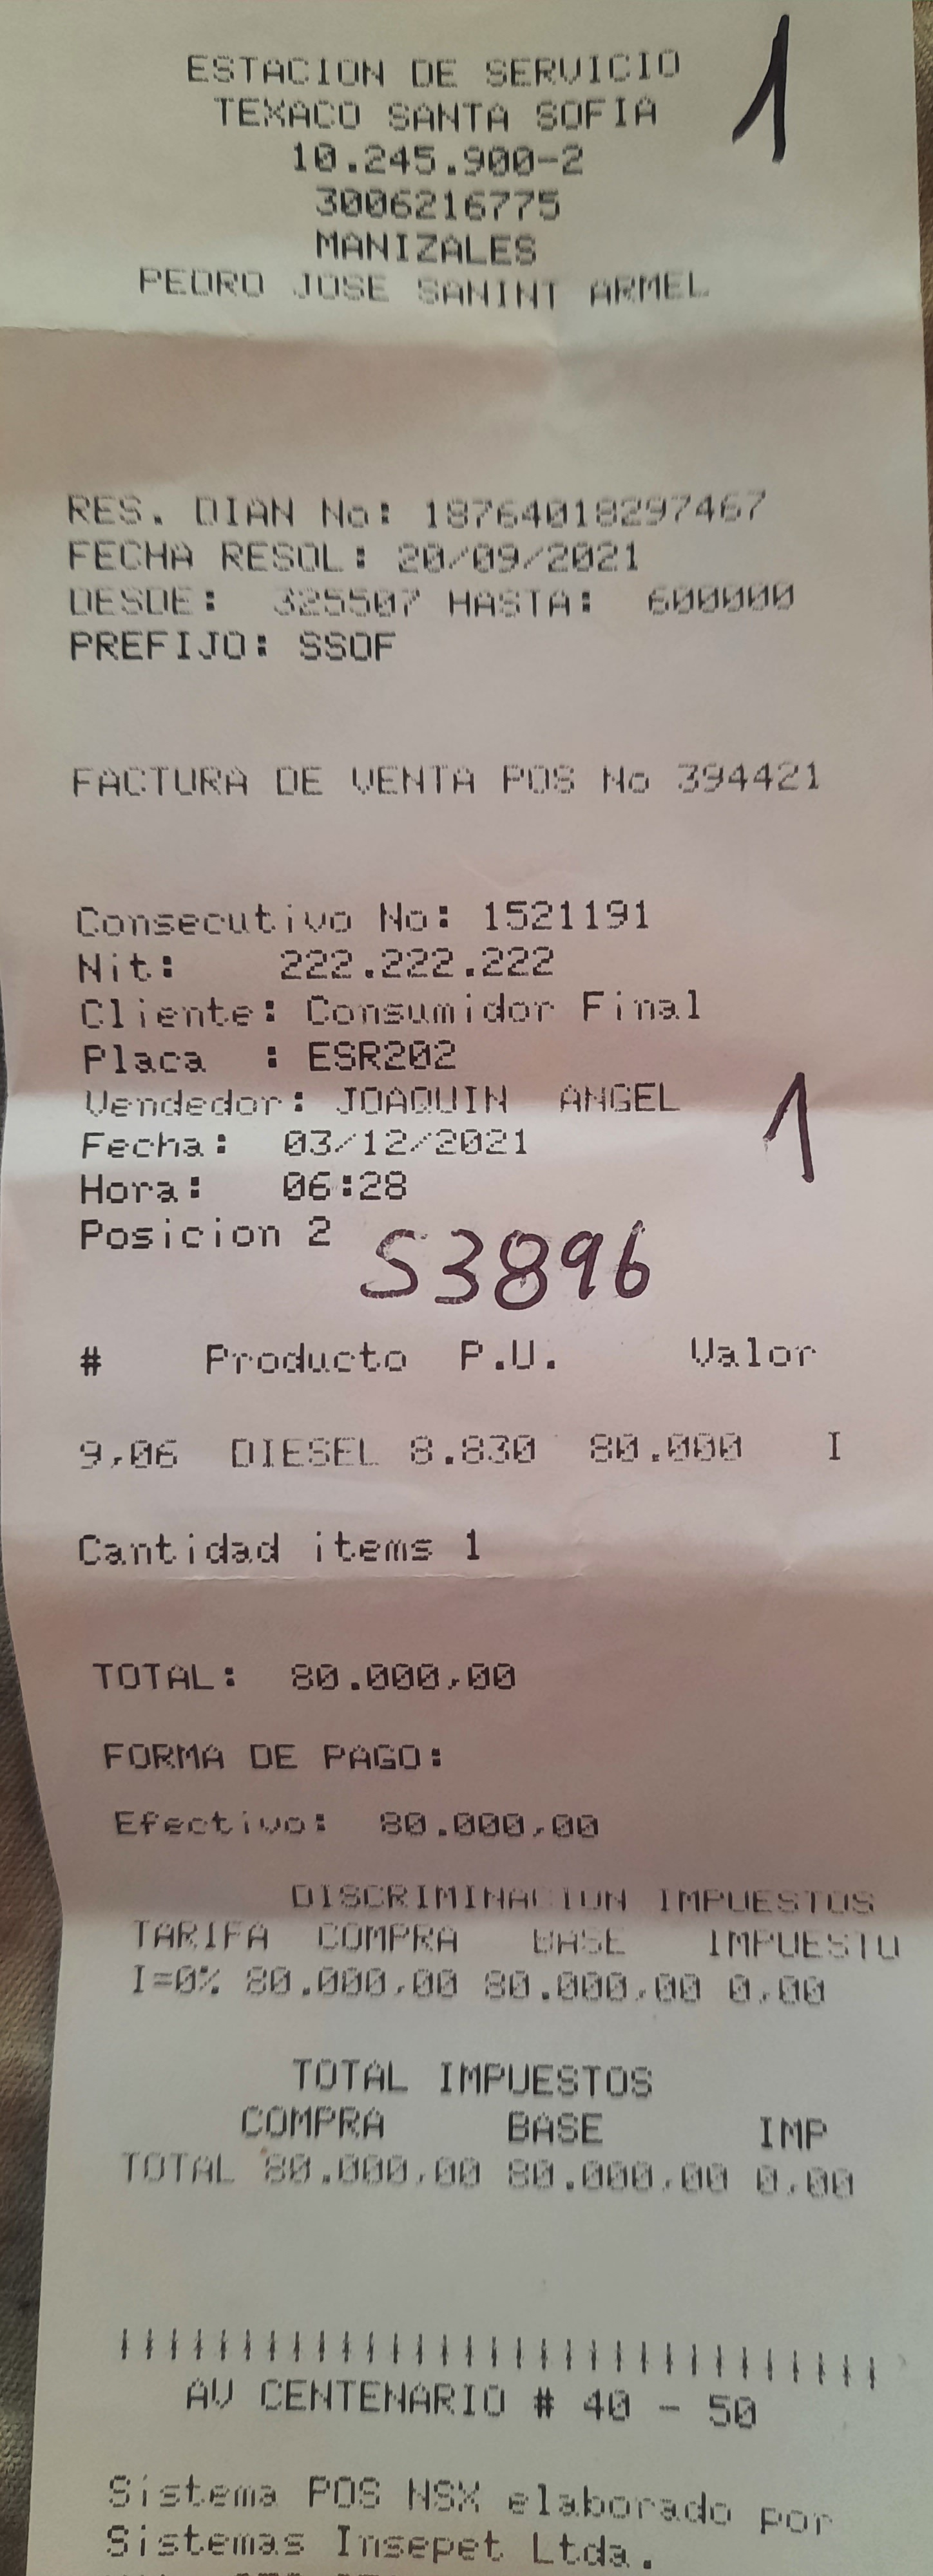 1
ESTACION DE SERVICIO
TEXACO SANTA SOFIA
10.245.900-2
3006216775
MANIZALES
PEDRO JOSE SANINT ARMEL
RES. DIAN No: 18764018297467
FECHA RESOL: 20/09/2021
DESDE: 325507 HASTA: 600000
PREFIJO: SSOF
FACTURA DE VENTA POS No 394421
Consecutivo No: 1521191
Nit: 222.222.222
Cliente: Consumidor Final
Placa : ESR202
Vendedor: JOAQUIN ANGEL
Fecha: 03/12/2021
1
Hora: 06:28
Posicion 2
53896
# Producto P.U. Valor
9,06 DIESEL 8.830 80.000 I
Cantidad items 1
TOTAL: 80.000,00
FORMA DE PAGO:
Efectivo: 80.000,00
DISCRIMINACION IMPUESTOS
TARIFA COMPRA BASE IMPUESTO
I=0% 80.000,00 80.000,00 0,00
TOTAL IMPUESTOS
COMPRA BASE IMP
TOTAL 80.000,00 80.000,00 0,00
AV CENTENARIO # 40 - 50
Sistema POS NSX elaborado por
Sistemas Insepet Ltda.